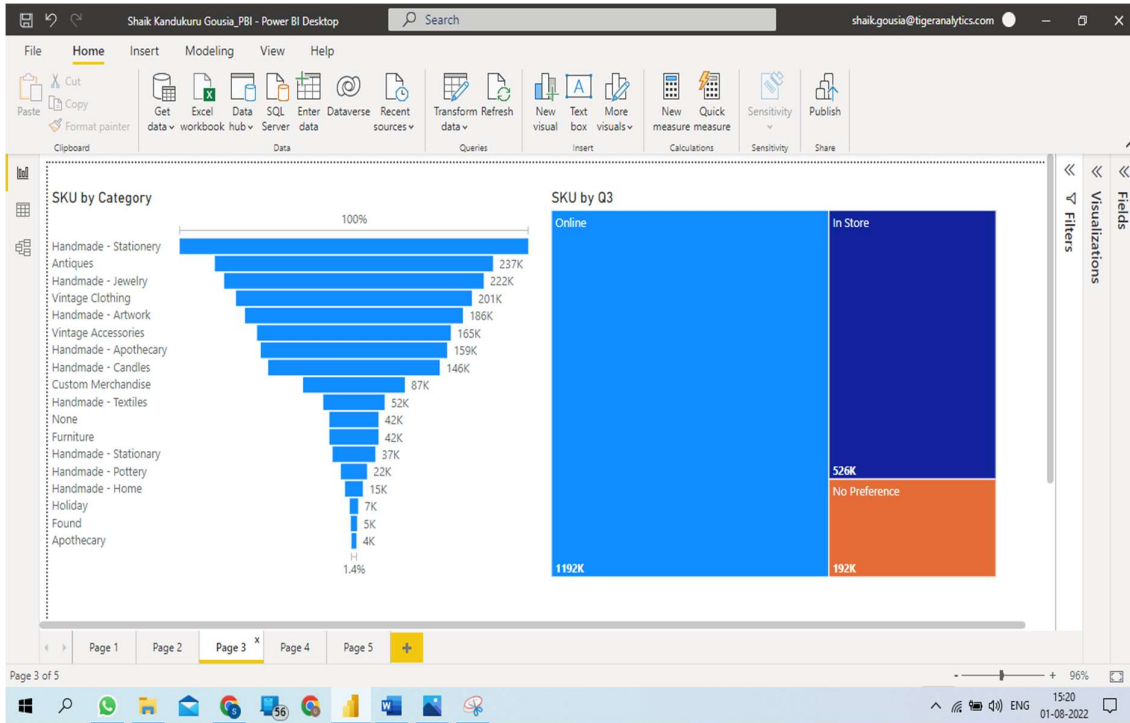 Shaik Kandukuru Gousia_PBI - Power BI Desktop
Search
shaik.gousia@tigeranalytics.com
File Home Insert Modeling View Help
Paste
Cut
Copy
Format painter
Clipboard
Get data
Excel workbook
Data hub
SQL Server
Enter data
Dataverse
Recent sources
Data
Transform data
Refresh
Queries
New visual
Text box
More visuals
Insert
New measure
Quick measure
Calculations
Sensitivity
Sensitivity
Publish
Share
SKU by Category
100%
Handmade - Stationery
Antiques 237K
Handmade - Jewelry 222K
Vintage Clothing 201K
Handmade - Artwork 186K
Vintage Accessories 165K
Handmade - Apothecary 159K
Handmade - Candles 146K
Custom Merchandise 87K
Handmade - Textiles 52K
None 42K
Furniture 42K
Handmade - Stationary 37K
Handmade - Pottery 22K
Handmade - Home 15K
Holiday 7K
Found 5K
Apothecary 4K
1.4%
SKU by Q3
Online
1192K
In Store
526K
No Preference
192K
Filters
Visualizations
Fields
Page 1 Page 2 Page 3 x Page 4 Page 5 +
Page 3 of 5
- + 96%
56
ENG
15:20
01-08-2022